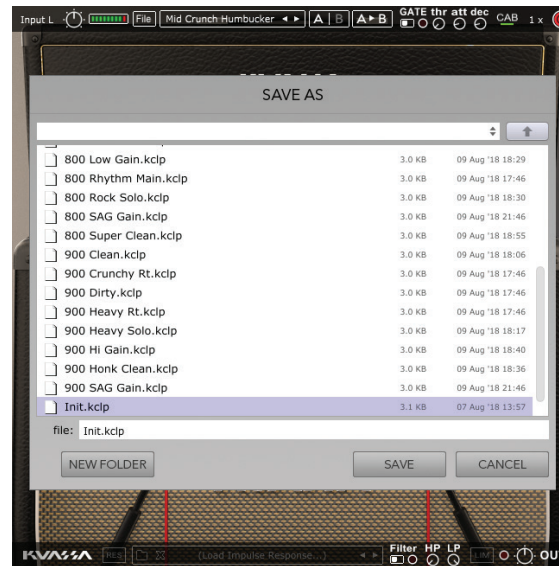 Input L File Mid Crunch Humbucker A | B A▸B GATE thr att dec CAB 1 x
SAVE AS
800 Low Gain.kclp 3.0 KB 09 Aug '18 18:29
800 Rhythm Main.kclp 3.0 KB 09 Aug '18 17:46
800 Rock Solo.kclp 3.0 KB 09 Aug '18 18:30
800 SAG Gain.kclp 3.0 KB 09 Aug '18 21:46
800 Super Clean.kclp 3.0 KB 09 Aug '18 18:55
900 Clean.kclp 3.0 KB 09 Aug '18 18:06
900 Crunchy Rt.kclp 3.0 KB 09 Aug '18 17:46
900 Dirty.kclp 3.0 KB 09 Aug '18 17:46
900 Heavy Rt.kclp 3.0 KB 09 Aug '18 17:46
900 Heavy Solo.kclp 3.0 KB 09 Aug '18 18:17
900 Hi Gain.kclp 3.0 KB 09 Aug '18 18:40
900 Honk Clean.kclp 3.0 KB 09 Aug '18 18:36
900 SAG Gain.kclp 3.0 KB 09 Aug '18 21:46
Init.kclp 3.1 KB 07 Aug '18 13:57
file: Init.kclp
NEW FOLDER SAVE CANCEL
KVASSA RES (Load Impulse Response...) Filter HP LP LIM OU